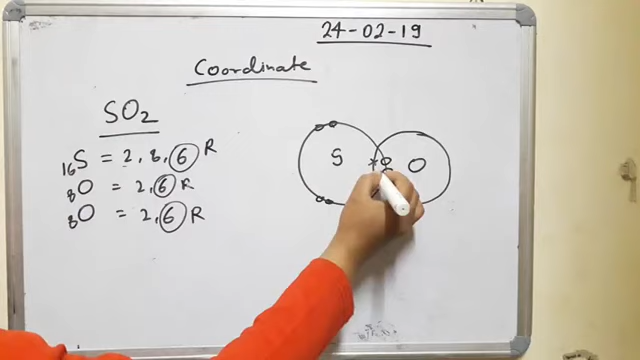 24-02-19
Coordinate
SO₂
₁₆S = 2, 8, 6 R
₈O = 2, 6 R
₈O = 2, 6 R
S
O